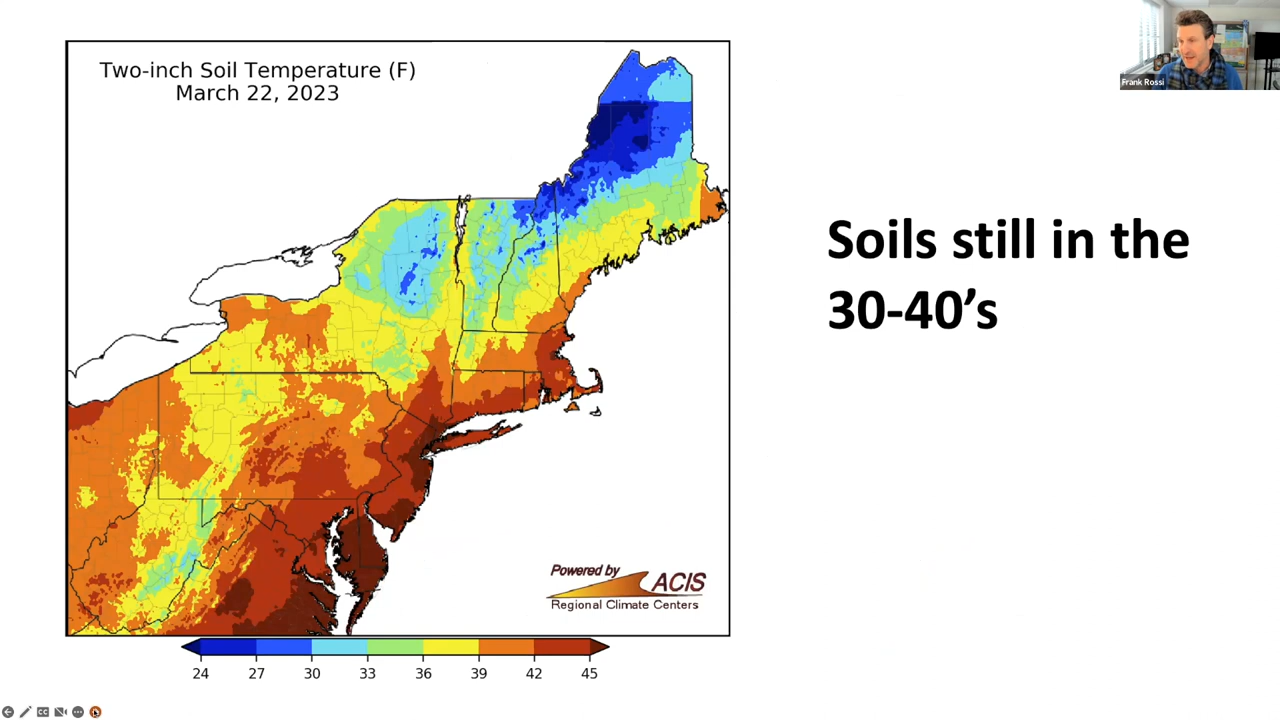 Two-inch Soil Temperature (F)
March 22, 2023
Frank Rossi
Soils still in the
30-40’s
Powered by
ACIS
Regional Climate Centers
24 27 30 33 36 39 42 45
CC